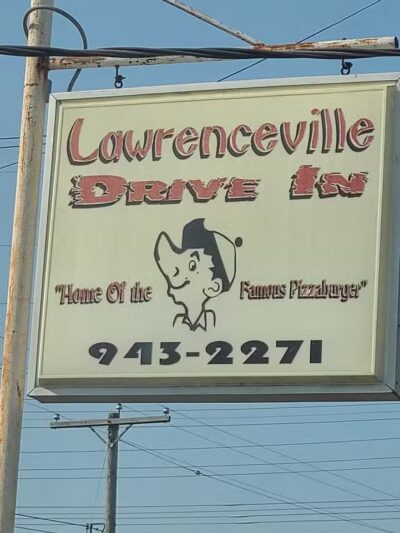 Lawrenceville
DRIVE IN
"Home Of the Famous Pizzaburger"
943-2271